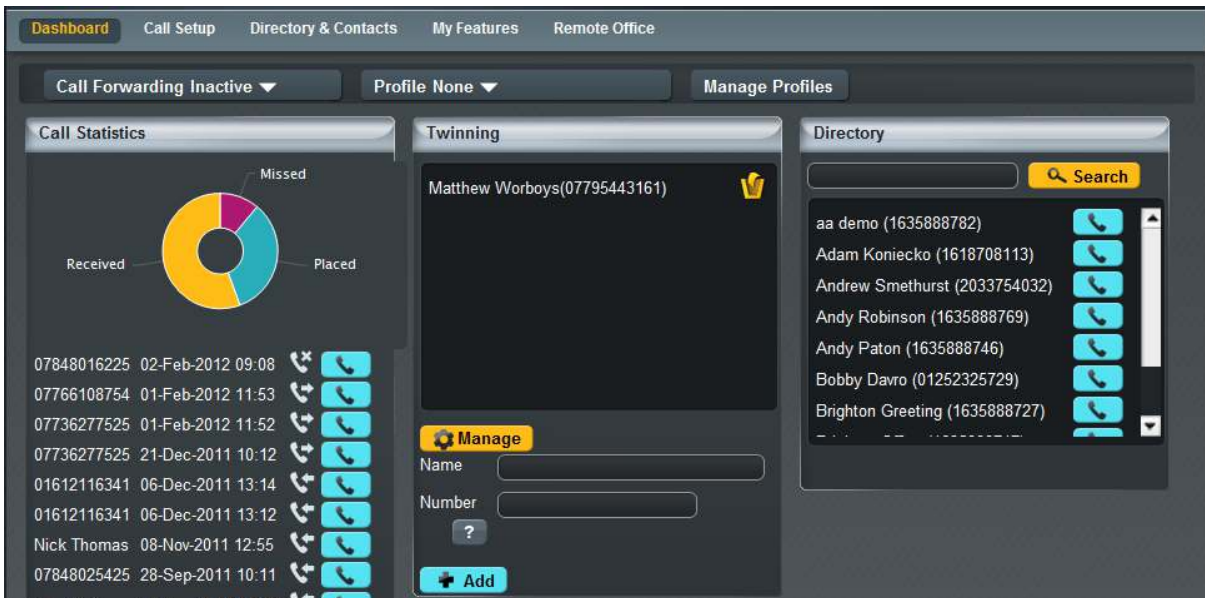 Dashboard Call Setup Directory & Contacts My Features Remote Office
Call Forwarding Inactive Profile None Manage Profiles
Call Statistics
Missed
Received
Placed
07848016225 02-Feb-2012 09:08
07766108754 01-Feb-2012 11:53
07736277525 01-Feb-2012 11:52
07736277525 21-Dec-2011 10:12
01612116341 06-Dec-2011 13:14
01612116341 06-Dec-2011 13:12
Nick Thomas 08-Nov-2011 12:55
07848025425 28-Sep-2011 10:11
Twinning
Matthew Worboys(07795443161)
Manage
Name
Number
?
Add
Directory
Search
aa demo (1635888782)
Adam Koniecko (1618708113)
Andrew Smethurst (2033754032)
Andy Robinson (1635888769)
Andy Paton (1635888746)
Bobby Davro (01252325729)
Brighton Greeting (1635888727)